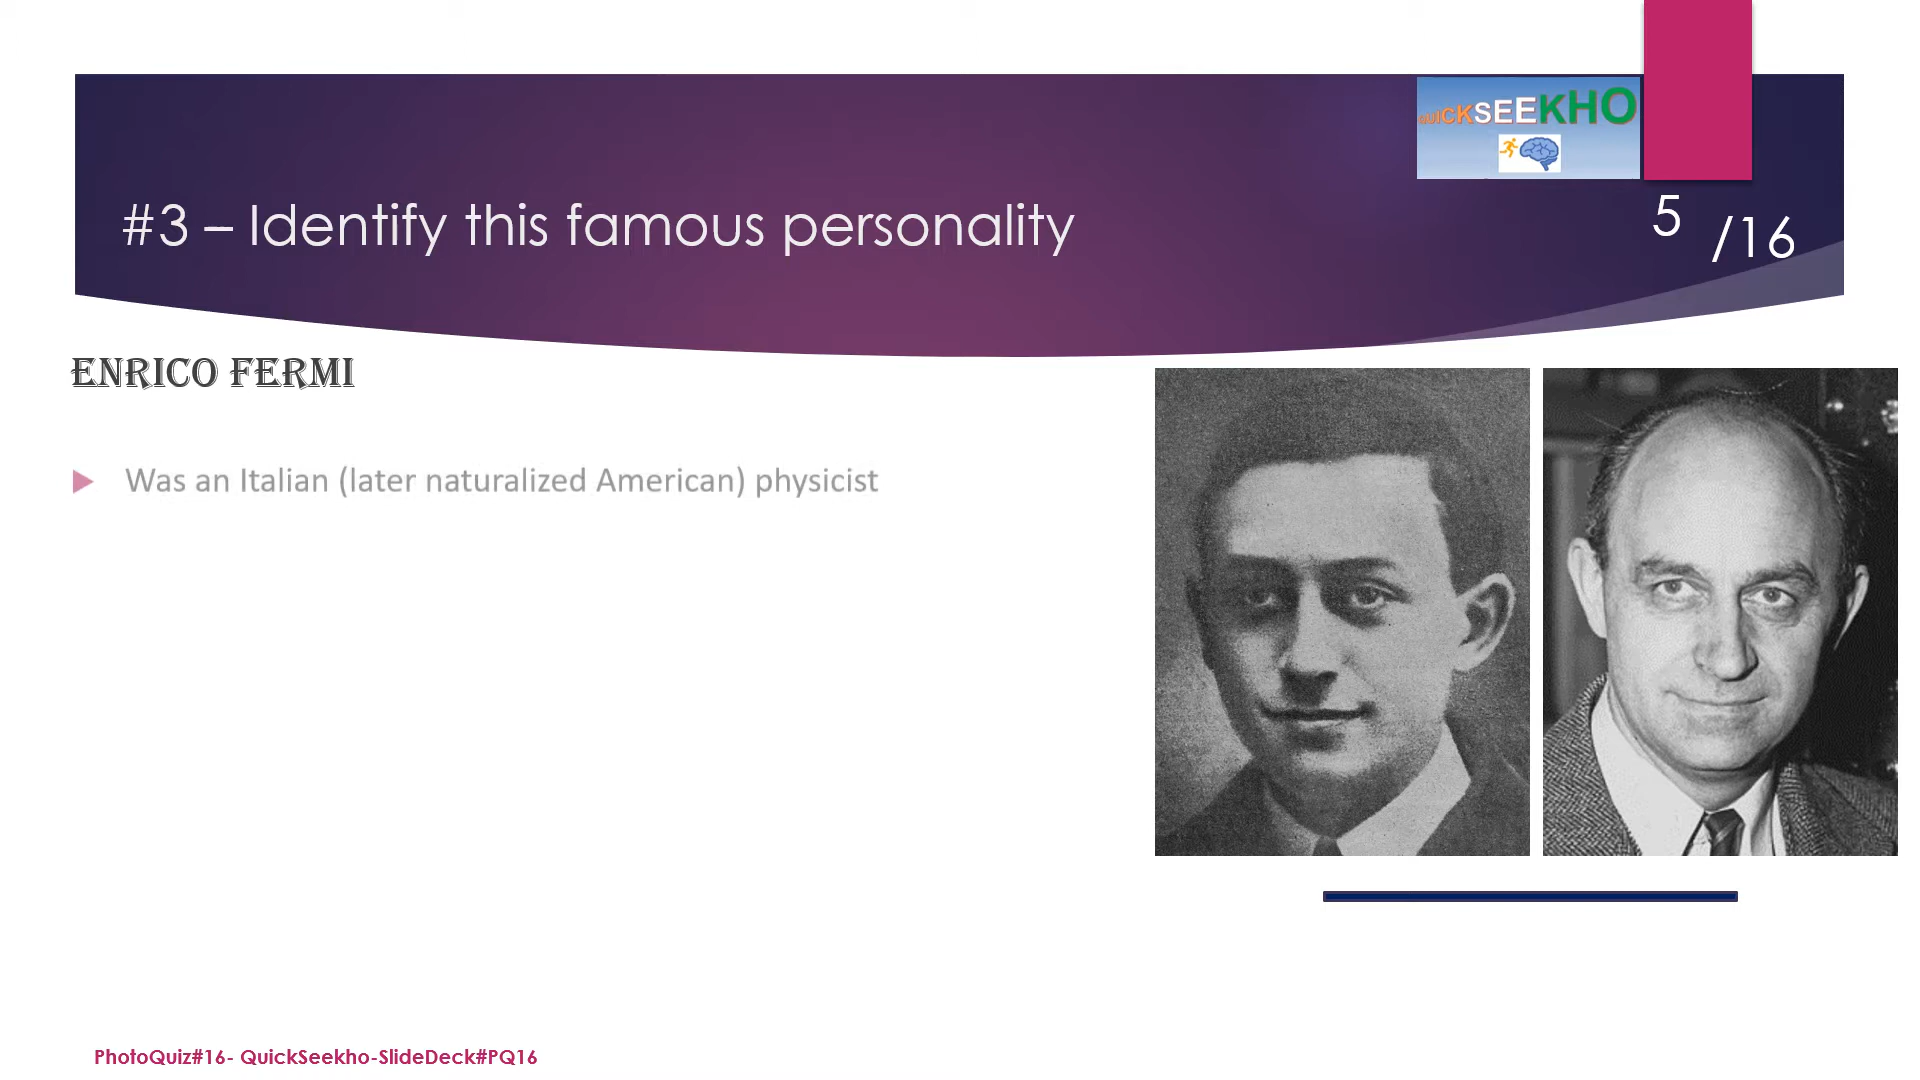 QUICKSEEKHO
#3 – Identify this famous personality
5 /16
ENRICO FERMI
Was an Italian (later naturalized American) physicist
PhotoQuiz#16- QuickSeekho-SlideDeck#PQ16